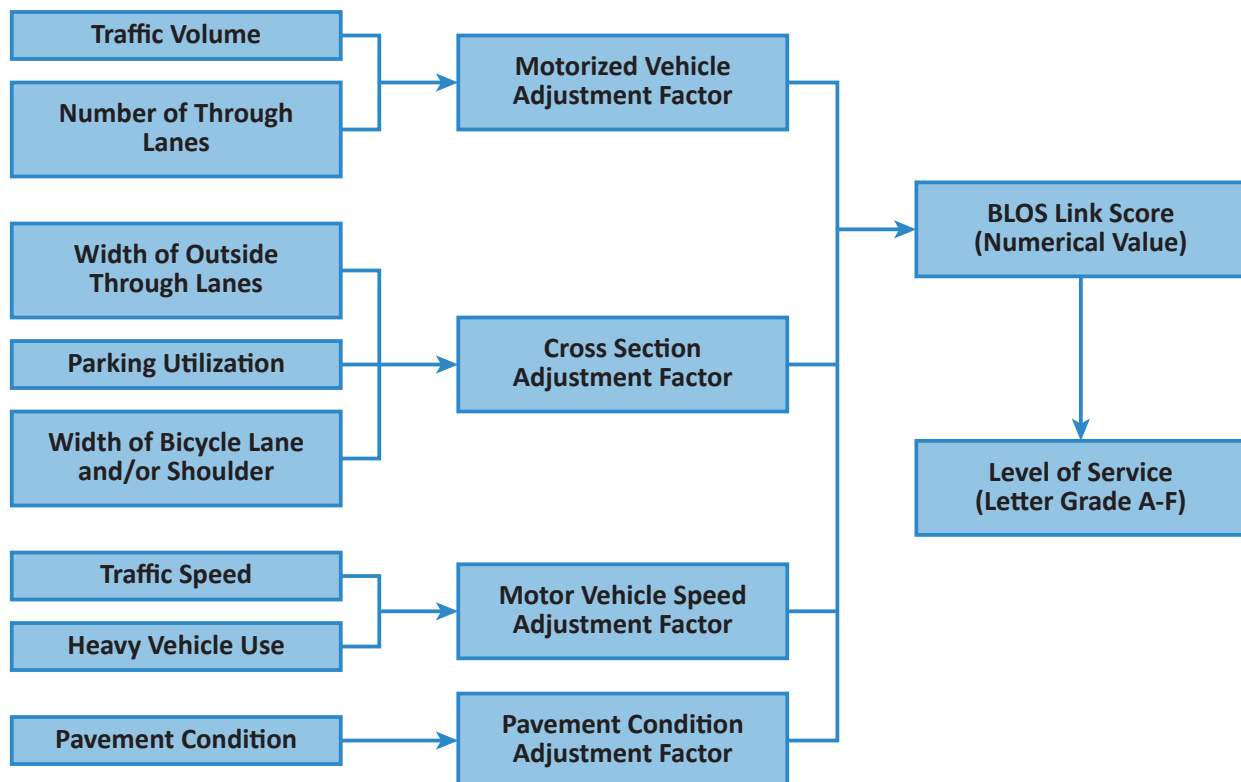 Traffic Volume
Number of Through
Lanes
Motorized Vehicle
Adjustment Factor
Width of Outside
Through Lanes
Parking Utilization
Width of Bicycle Lane
and/or Shoulder
Cross Section
Adjustment Factor
Traffic Speed
Heavy Vehicle Use
Motor Vehicle Speed
Adjustment Factor
Pavement Condition
Pavement Condition
Adjustment Factor
BLOS Link Score
(Numerical Value)
Level of Service
(Letter Grade A-F)